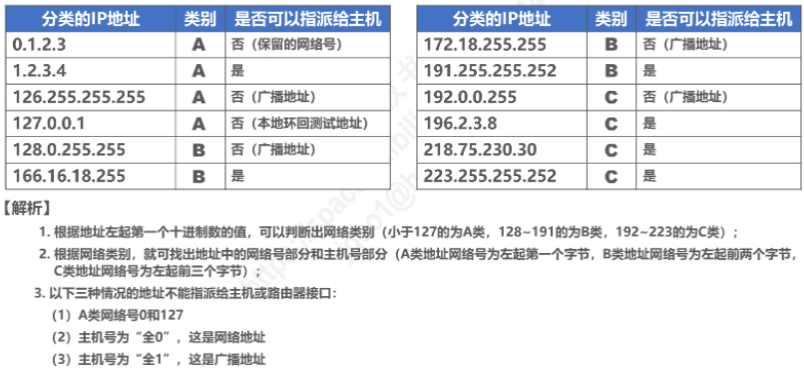 分类的IP地址 类别 是否可以指派给主机
0.1.2.3 A 否（保留的网络号）
1.2.3.4 A 是
126.255.255.255 A 否（广播地址）
127.0.0.1 A 否（本地环回测试地址）
128.0.255.255 B 否（广播地址）
166.16.18.255 B 是
分类的IP地址 类别 是否可以指派给主机
172.18.255.255 B 否（广播地址）
191.255.255.252 B 是
192.0.0.255 C 否（广播地址）
196.2.3.8 C 是
218.75.230.30 C 是
223.255.255.252 C 是
【解析】
1. 根据地址左起第一个十进制数的值，可以判断出网络类别（小于127的为A类，128~191的为B类，192~223的为C类）；
2. 根据网络类别，就可找出地址中的网络号部分和主机号部分（A类地址网络号为左起第一个字节，B类地址网络号为左起前两个字节，
C类地址网络号为左起前三个字节）；
3. 以下三种情况的地址不能指派给主机或路由器接口：
（1）A类网络号0和127
（2）主机号为“全0”，这是网络地址
（3）主机号为“全1”，这是广播地址